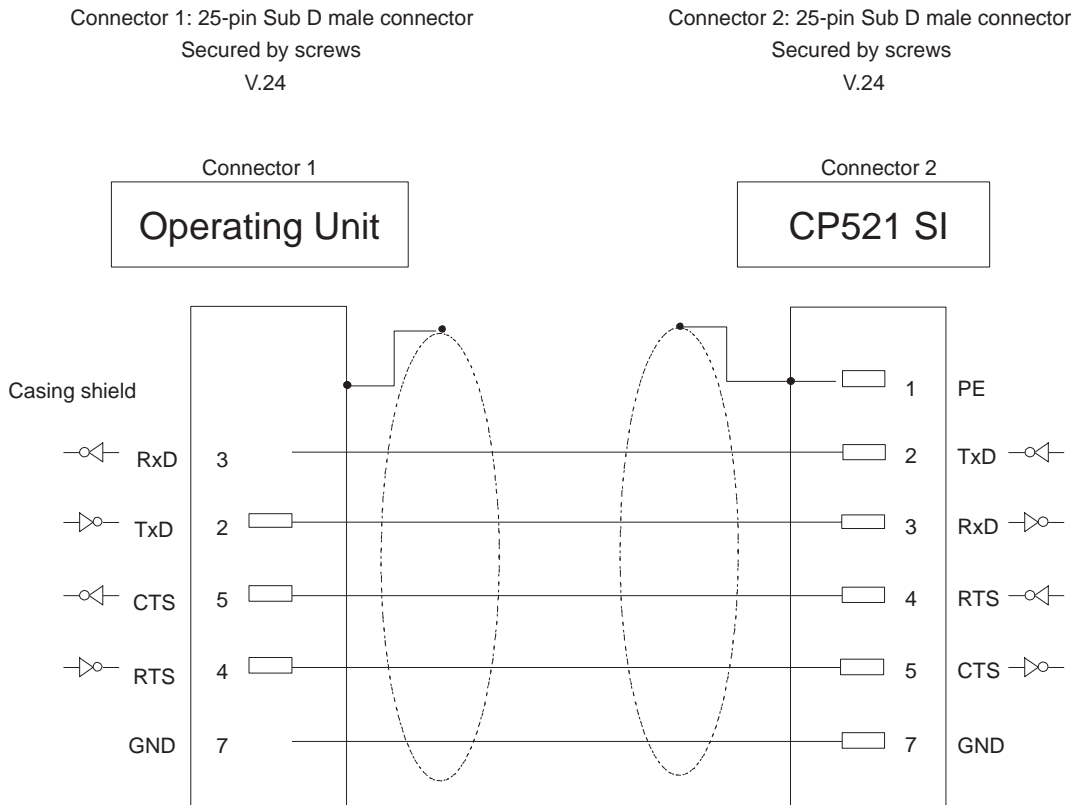 Connector 1: 25-pin Sub D male connector
Secured by screws
V.24
Connector 2: 25-pin Sub D male connector
Secured by screws
V.24
Connector 1
Operating Unit
Connector 2
CP521 SI
Casing shield
1 PE
RxD 3
2 TxD
TxD 2
3 RxD
CTS 5
4 RTS
RTS 4
5 CTS
GND 7
7 GND